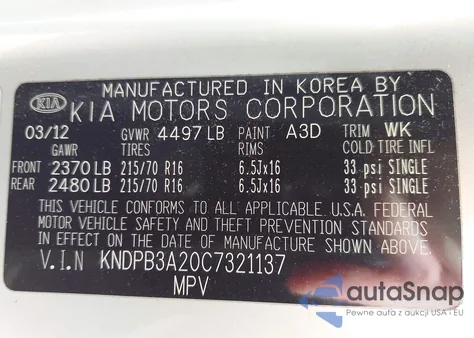 MANUFACTURED IN KOREA BY
KIA KIA MOTORS CORPORATION
03/12 GVWR 4497 LB PAINT A3D TRIM WK
GAWR TIRES RIMS COLD TIRE INFL
FRONT 2370 LB 215/70 R16 6.5Jx16 33 psi SINGLE
REAR 2480 LB 215/70 R16 6.5Jx16 33 psi SINGLE
THIS VEHICLE CONFORMS TO ALL APPLICABLE U.S.A. FEDERAL
MOTOR VEHICLE SAFETY BUMPER, AND THEFT PREVENTION
STANDARDS IN EFFECT ON THE DATE OF MANUFACTURE SHOWN ABOVE.
V.I.N KNDPB3A20C7321137
MPV
autoSnap
Pewne auta z aukcji USA i EU